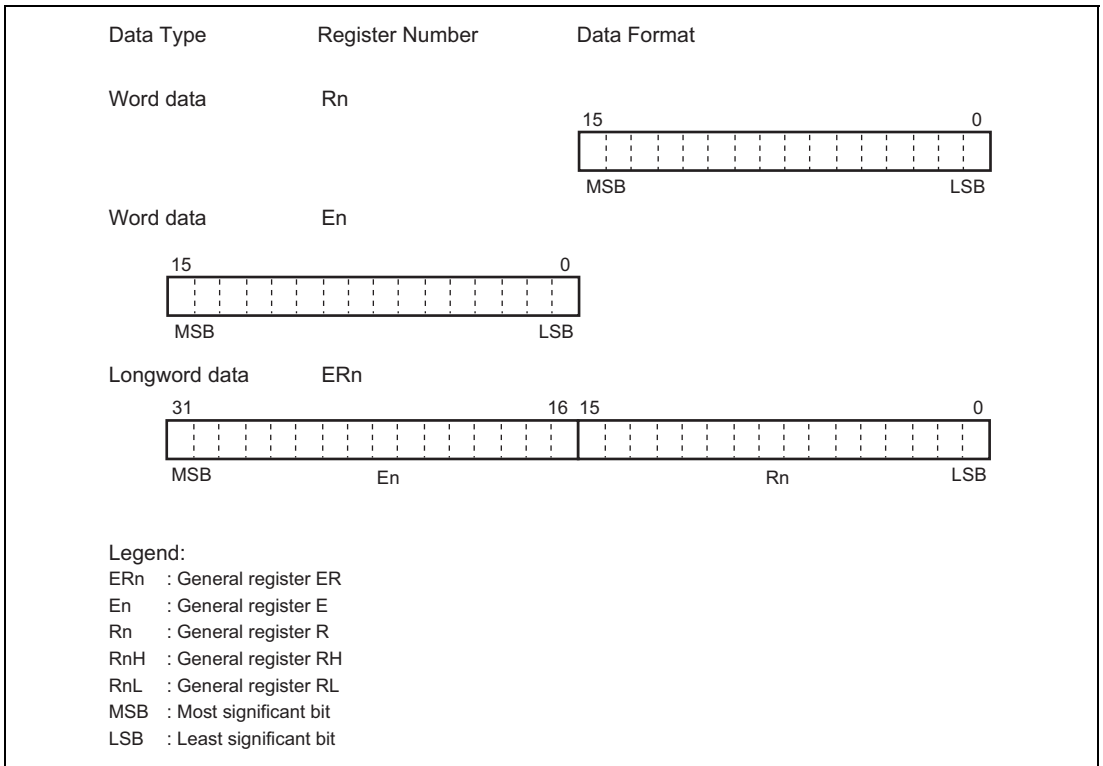 Data Type Register Number Data Format
Word data Rn
15 0
MSB LSB
Word data En
15 0
MSB LSB
Longword data ERn
31 16 15 0
MSB En Rn LSB
Legend:
ERn : General register ER
En : General register E
Rn : General register R
RnH : General register RH
RnL : General register RL
MSB : Most significant bit
LSB : Least significant bit